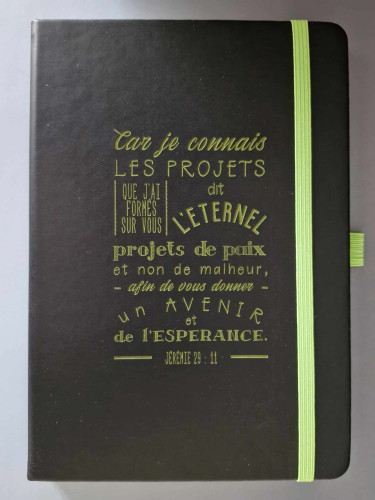 Car je connais
LES PROJETS
QUE J'AI
FORMÉS
SUR VOUS
dit
L'ETERNEL
projets de paix
et non de malheur,
- afin de vous donner -
un AVENIR
et
de l'ESPERANCE.
JÉRÉMIE 29 : 11